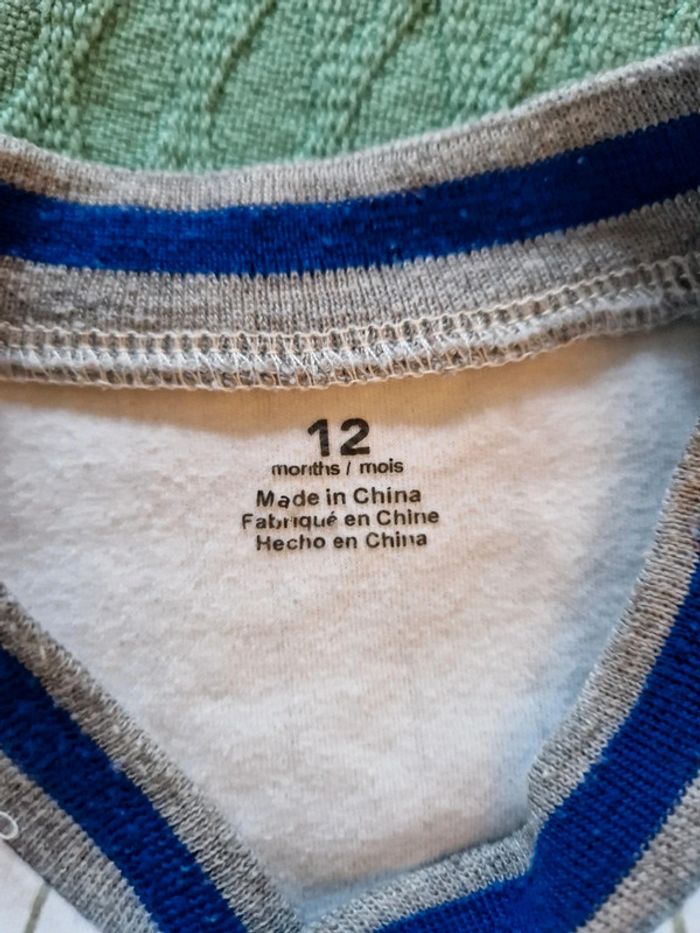 12
months / mois
Made in China
Fabriqué en Chine
Hecho en China